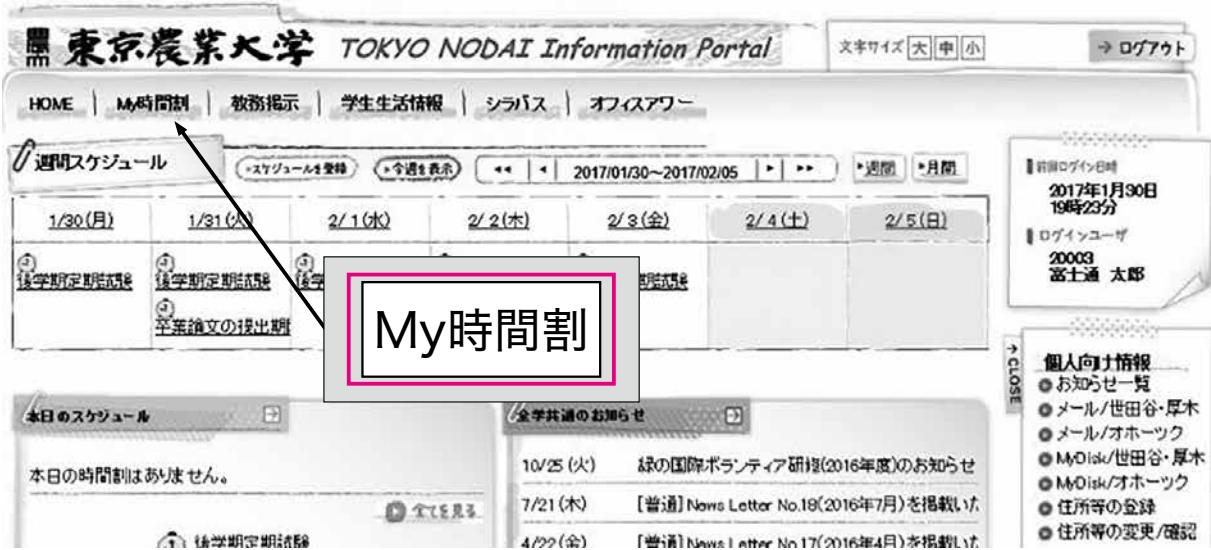 東京農業大学 TOKYO NODAI Information Portal
文字サイズ 大 中 小
ログアウト
HOME | My時間割 | 教務掲示 | 学生生活情報 | シラバス | オフィスアワー
週間スケジュール
スケジュールを登録 今週を表示 2017/01/30～2017/02/05 週間 月間
1/30(月) 1/31(火) 2/1(水) 2/2(木) 2/3(金) 2/4(土) 2/5(日)
後学期定期試験 後学期定期試験
卒業論文の提出期
My時間割
前回ログイン日時
2017年1月30日
19時23分
ログインユーザ
20003
富士通 太郎
CLOSE
個人向け情報
お知らせ一覧
メール/世田谷・厚木
メール/オホーツク
MyDisk/世田谷・厚木
MyDisk/オホーツク
住所等の登録
住所等の変更/確認
本日のスケジュール
本日の時間割はありません。
全てを見る
後学期定期試験
全学共通のお知らせ
10/25 (火) 緑の国際ボランティア研修(2016年度)のお知らせ
7/21 (木) [普通] News Letter No.18(2016年7月)を掲載いた
4/22 (金) [普通] News Letter No.17(2016年4月)を掲載いた